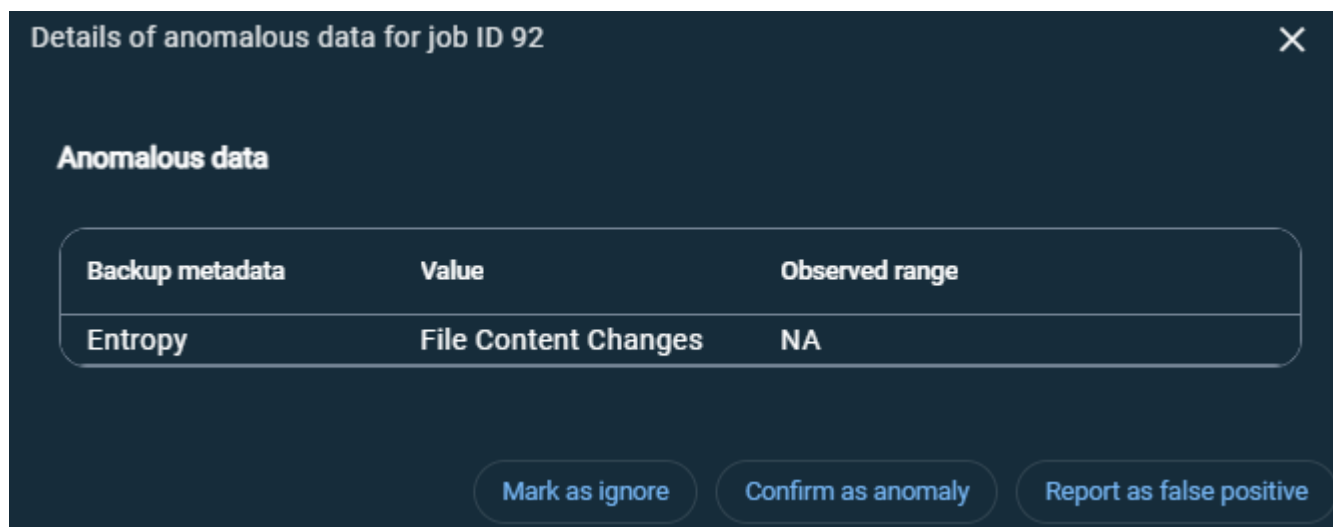 Details of anomalous data for job ID 92
Anomalous data
Backup metadata Value Observed range
Entropy File Content Changes NA
Mark as ignore Confirm as anomaly Report as false positive